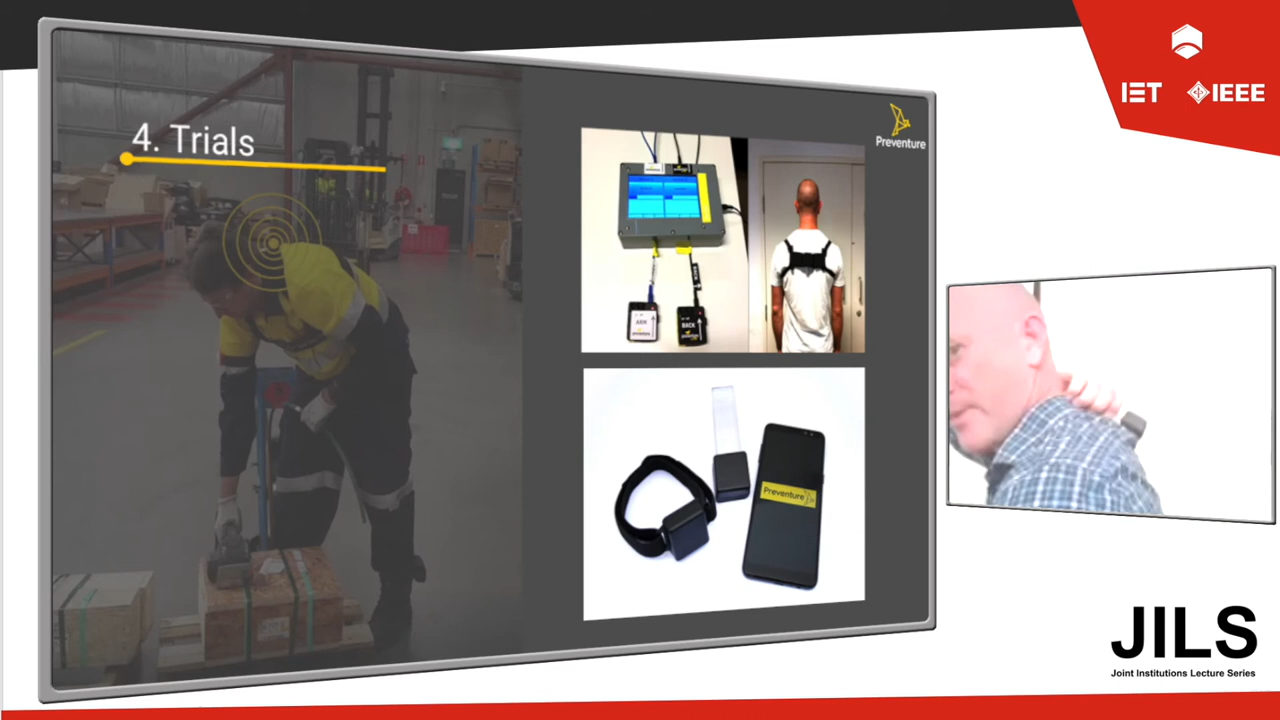 4. Trials
Preventure
ARM
BACK
Preventure
IET
IEEE
JILS
Joint Institutions Lecture Series